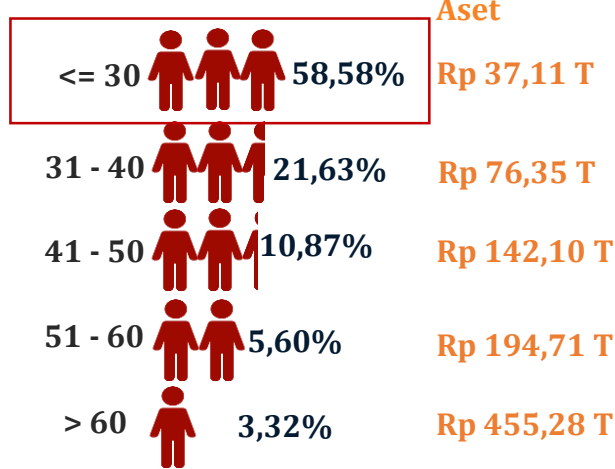 Aset
<= 30 58,58% Rp 37,11 T
31 - 40 21,63% Rp 76,35 T
41 - 50 10,87% Rp 142,10 T
51 - 60 5,60% Rp 194,71 T
> 60 3,32% Rp 455,28 T